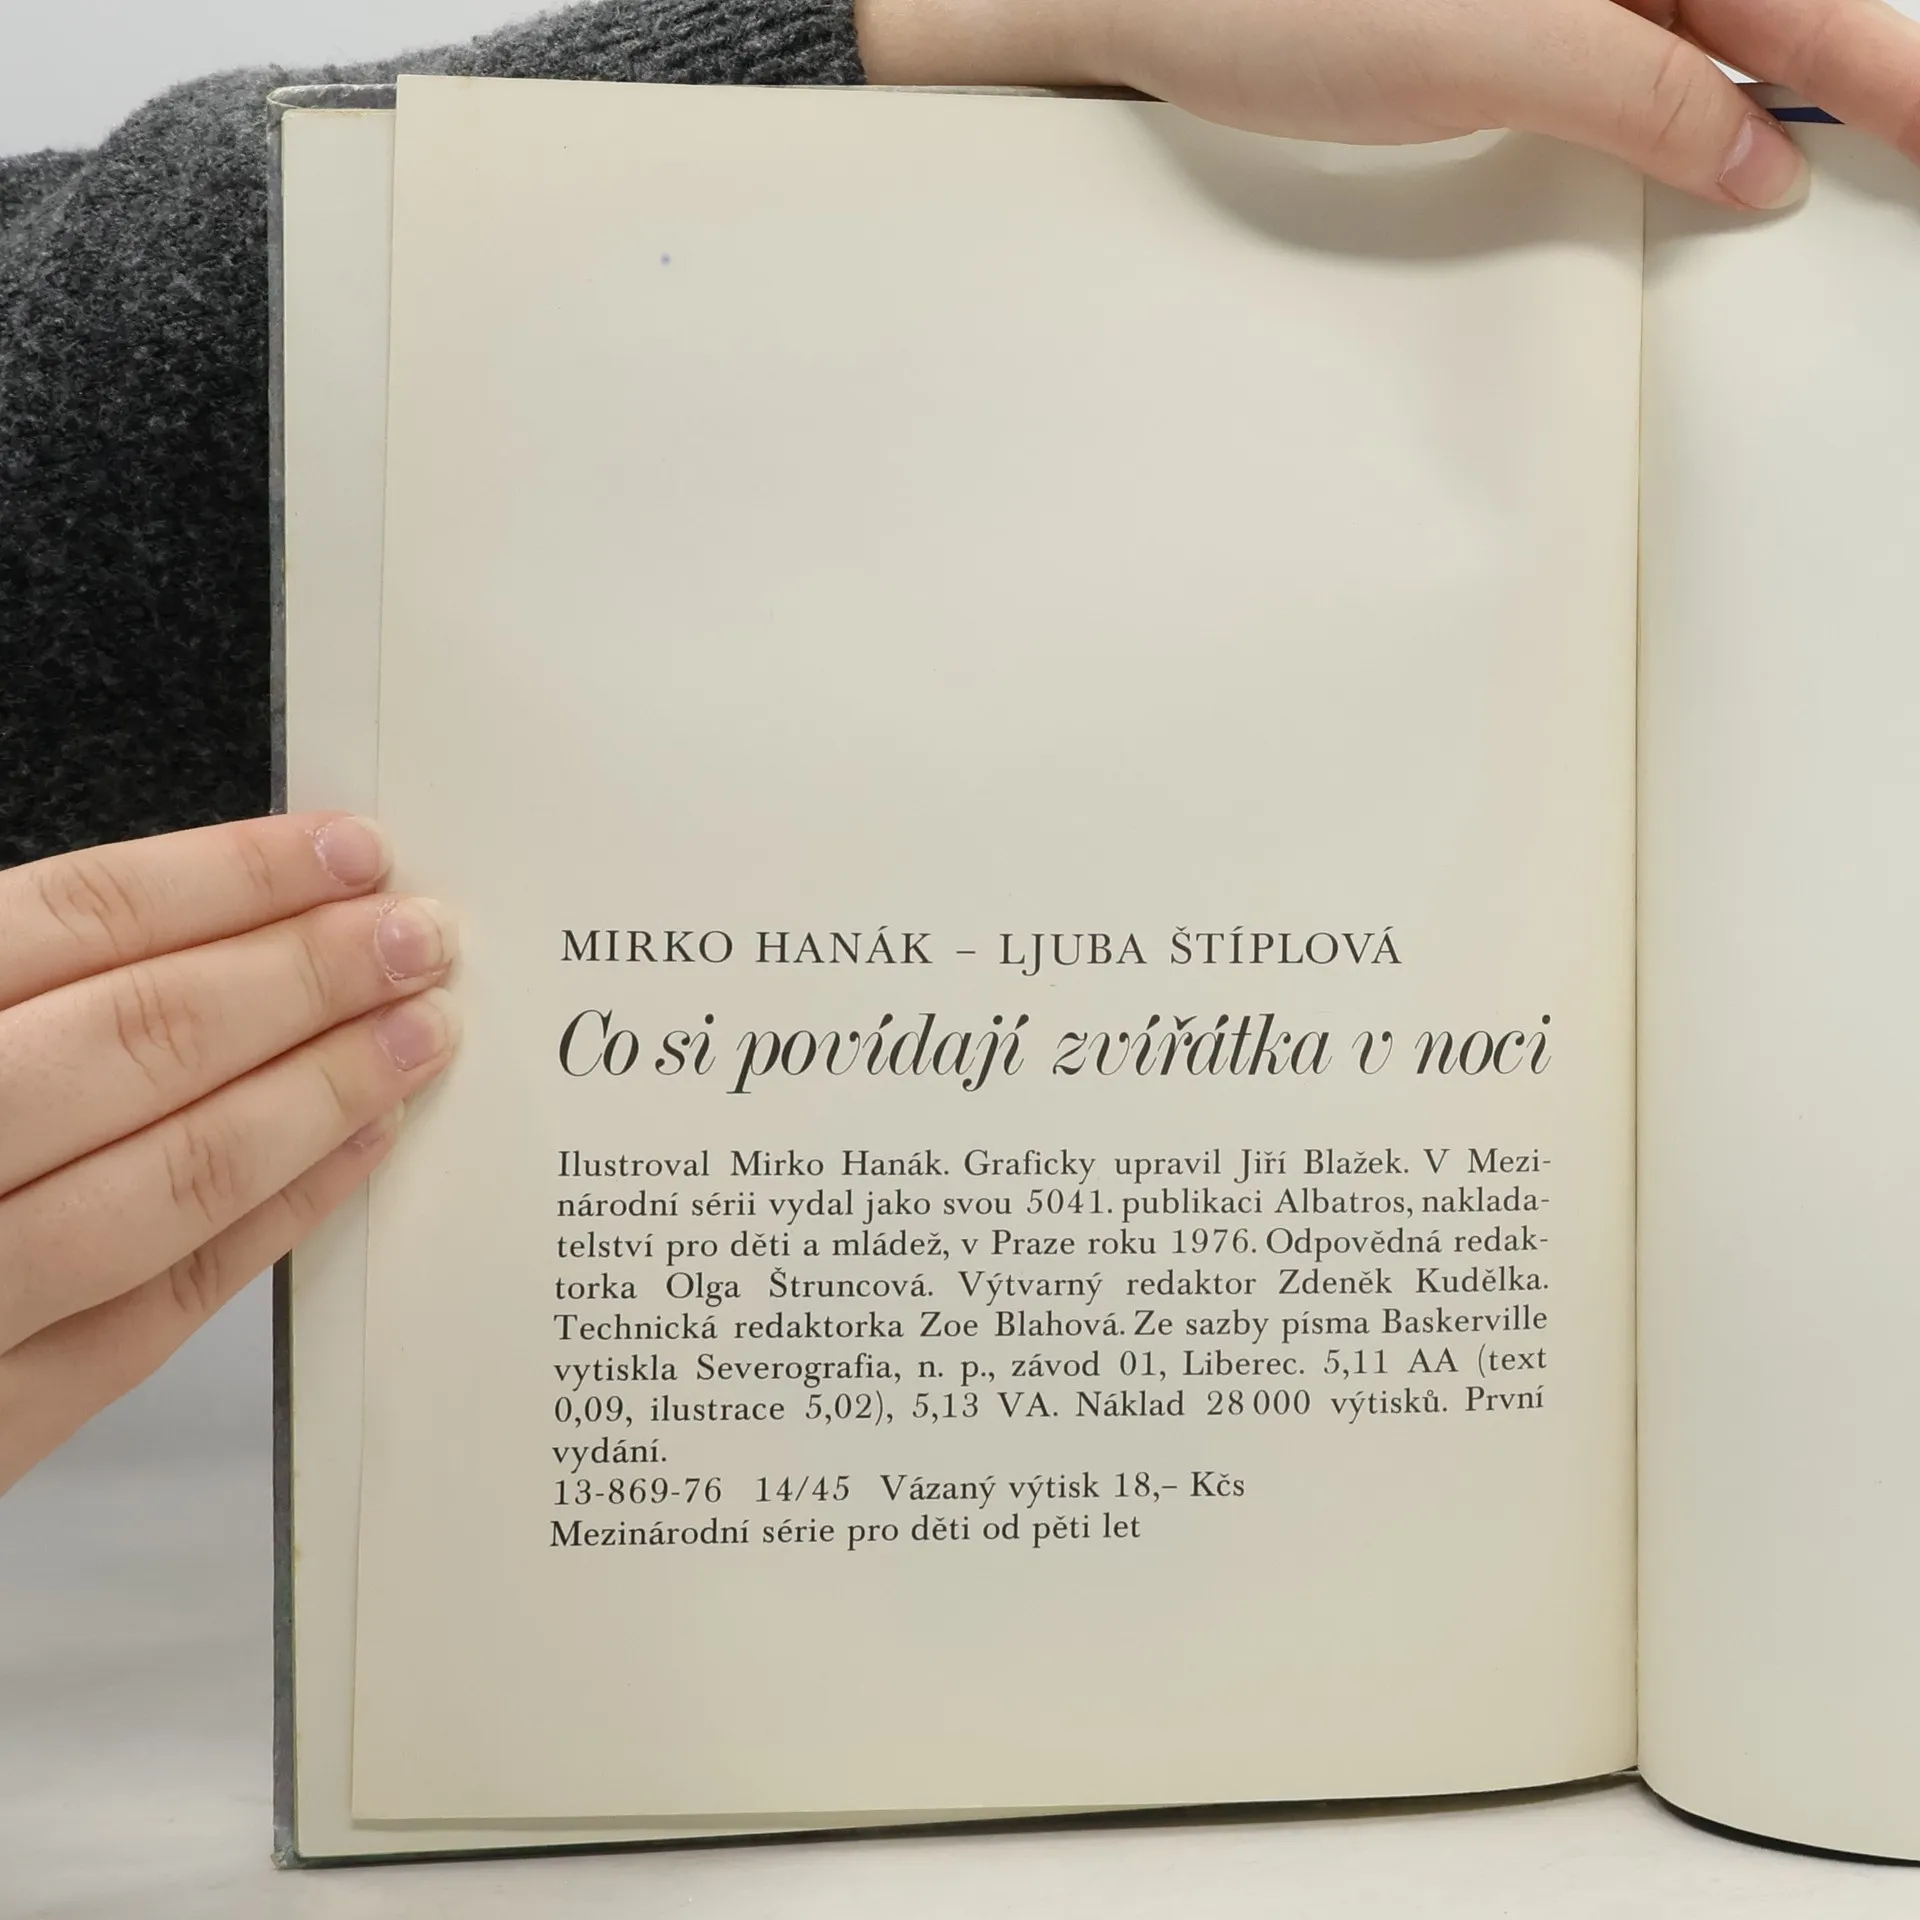 MIRKO HANÁK – LJUBA ŠTÍPLOVÁ
Co si povídají zvířátka v noci
Ilustroval Mirko Hanák. Graficky upravil Jiří Blažek. V Mezi-
národní sérii vydal jako svou 5041. publikaci Albatros, naklada-
telství pro děti a mládež, v Praze roku 1976. Odpovědná redak-
torka Olga Štruncová. Výtvarný redaktor Zdeněk Kudělka.
Technická redaktorka Zoe Blahová. Ze sazby písma Baskerville
vytiskla Severografia, n. p., závod 01, Liberec. 5,11 AA (text
0,09, ilustrace 5,02), 5,13 VA. Náklad 28 000 výtisků. První
vydání.
13-869-76 14/45 Vázaný výtisk 18,– Kčs
Mezinárodní série pro děti od pěti let